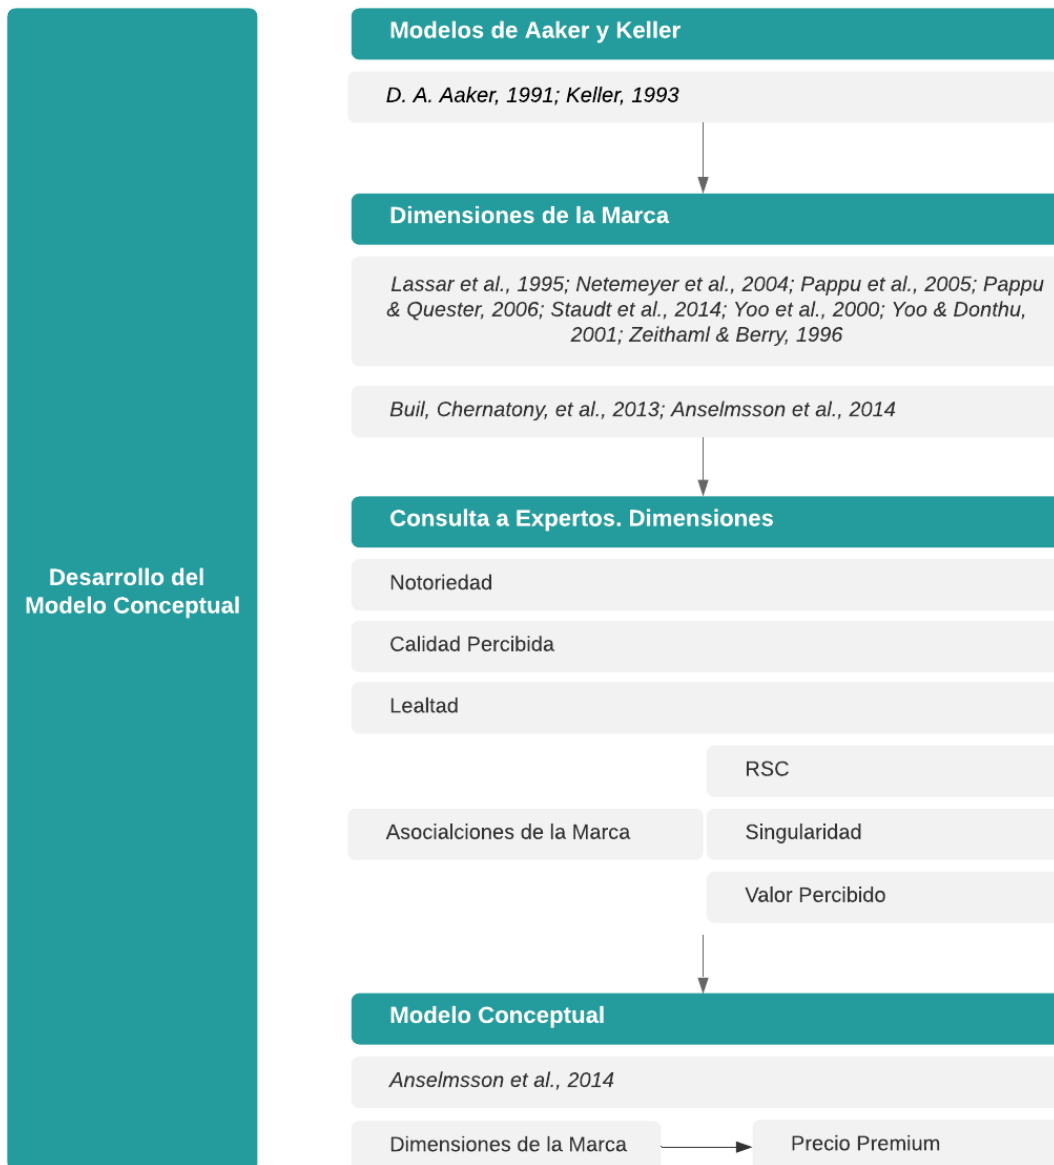 Desarrollo del
Modelo Conceptual
Modelos de Aaker y Keller
D. A. Aaker, 1991; Keller, 1993
Dimensiones de la Marca
Lassar et al., 1995; Netemeyer et al., 2004; Pappu et al., 2005; Pappu
& Quester, 2006; Staudt et al., 2014; Yoo et al., 2000; Yoo & Donthu,
2001; Zeithaml & Berry, 1996
Buil, Chernatony, et al., 2013; Anselmsson et al., 2014
Consulta a Expertos. Dimensiones
Notoriedad
Calidad Percibida
Lealtad
Asocialciones de la Marca
RSC
Singularidad
Valor Percibido
Modelo Conceptual
Anselmsson et al., 2014
Dimensiones de la Marca
Precio Premium